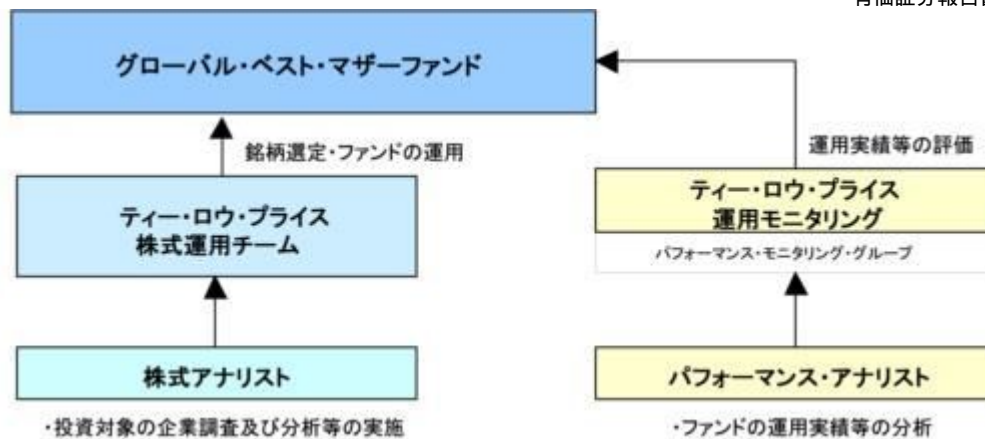 グローバル・ベスト・マザーファンド
銘柄選定・ファンドの運用
運用実績等の評価
ティー・ロウ・プライス
株式運用チーム
ティー・ロウ・プライス
運用モニタリング
パフォーマンス・モニタリング・グループ
株式アナリスト
パフォーマンス・アナリスト
・投資対象の企業調査及び分析等の実施
・ファンドの運用実績等の分析